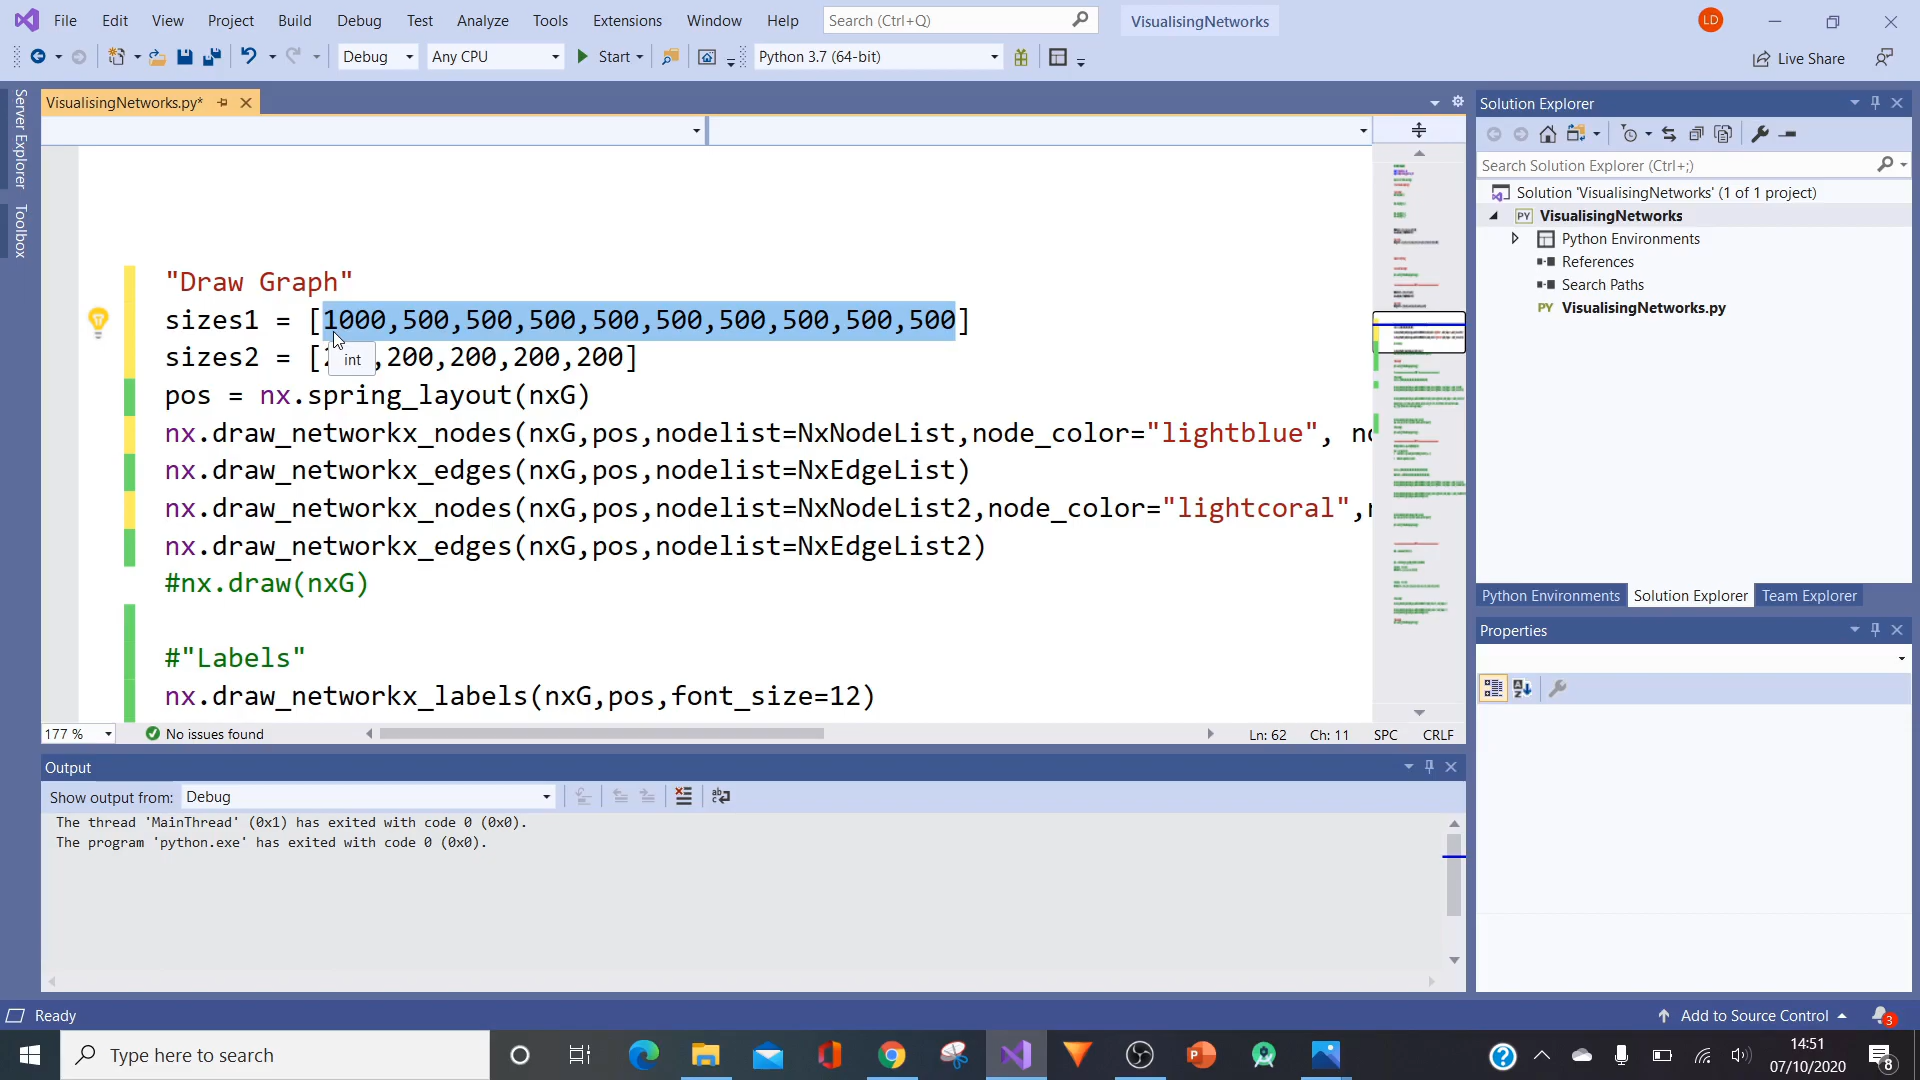 File Edit View Project Build Debug Test Analyze Tools Extensions Window Help Search (Ctrl+Q) VisualisingNetworks LD
Debug Any CPU Start Python 3.7 (64-bit) Live Share
Server Explorer
Toolbox
VisualisingNetworks.py*
"Draw Graph"
sizes1 = [1000,500,500,500,500,500,500,500,500,500]
sizes2 = [2 ,200,200,200,200]
int
pos = nx.spring_layout(nxG)
nx.draw_networkx_nodes(nxG,pos,nodelist=NxNodeList,node_color="lightblue", no
nx.draw_networkx_edges(nxG,pos,nodelist=NxEdgeList)
nx.draw_networkx_nodes(nxG,pos,nodelist=NxNodeList2,node_color="lightcoral",n
nx.draw_networkx_edges(nxG,pos,nodelist=NxEdgeList2)
#nx.draw(nxG)
#"Labels"
nx.draw_networkx_labels(nxG,pos,font_size=12)
177 % No issues found Ln: 62 Ch: 11 SPC CRLF
Output
Show output from: Debug
The thread 'MainThread' (0x1) has exited with code 0 (0x0).
The program 'python.exe' has exited with code 0 (0x0).
Solution Explorer
Search Solution Explorer (Ctrl+;)
Solution 'VisualisingNetworks' (1 of 1 project)
PY VisualisingNetworks
Python Environments
References
Search Paths
PY VisualisingNetworks.py
Python Environments Solution Explorer Team Explorer
Properties
Ready Add to Source Control 3
Type here to search
14:51
07/10/2020
8